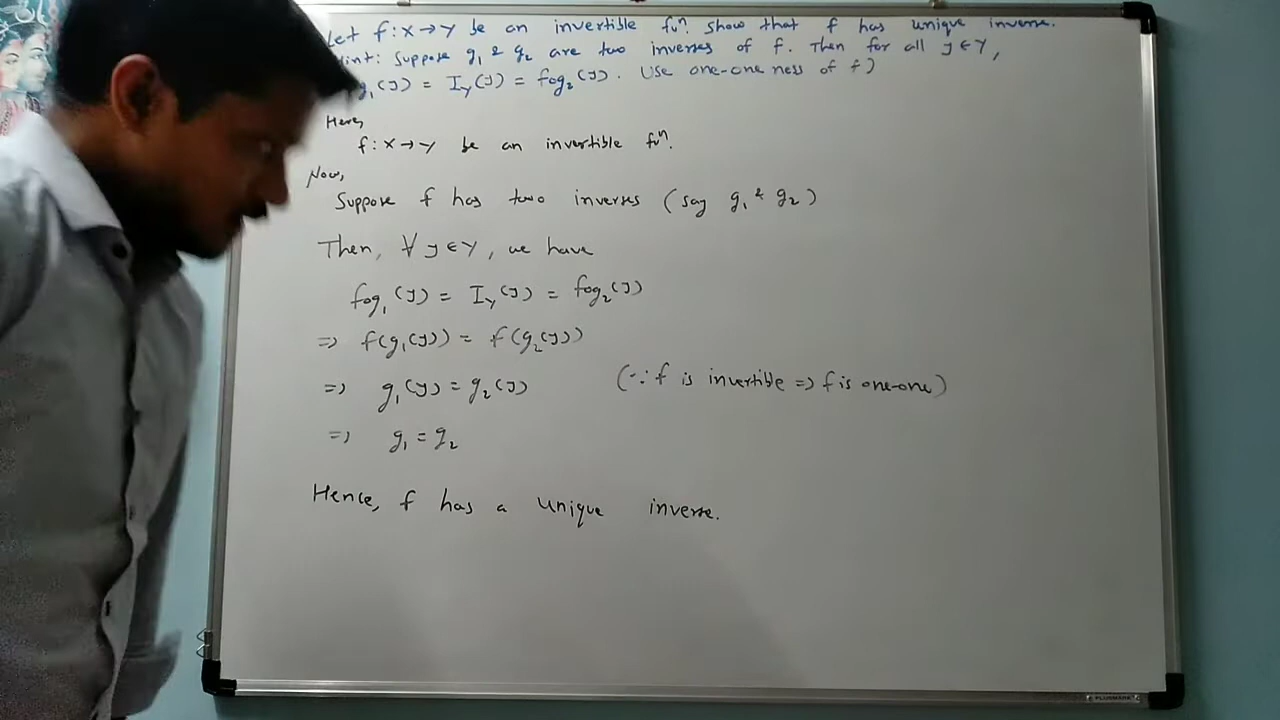 Let f : X → Y be an invertible fuⁿ. show that f has unique inverse.
Hint: Suppose g₁ & g₂ are two inverses of f. Then for all y ∈ Y,
g₁(y) = I_Y(y) = fog₂(y). Use one-one ness of f)
Here,
f : X → Y be an invertible fuⁿ.
Now,
Suppose f has two inverses (say g₁ & g₂)
Then, ∀ y ∈ Y, we have
fog₁(y) = I_Y(y) = fog₂(y)
⇒ f(g₁(y)) = f(g₂(y))
⇒ g₁(y) = g₂(y) (∵ f is invertible ⇒ f is one-one)
⇒ g₁ = g₂
Hence, f has a unique inverse.